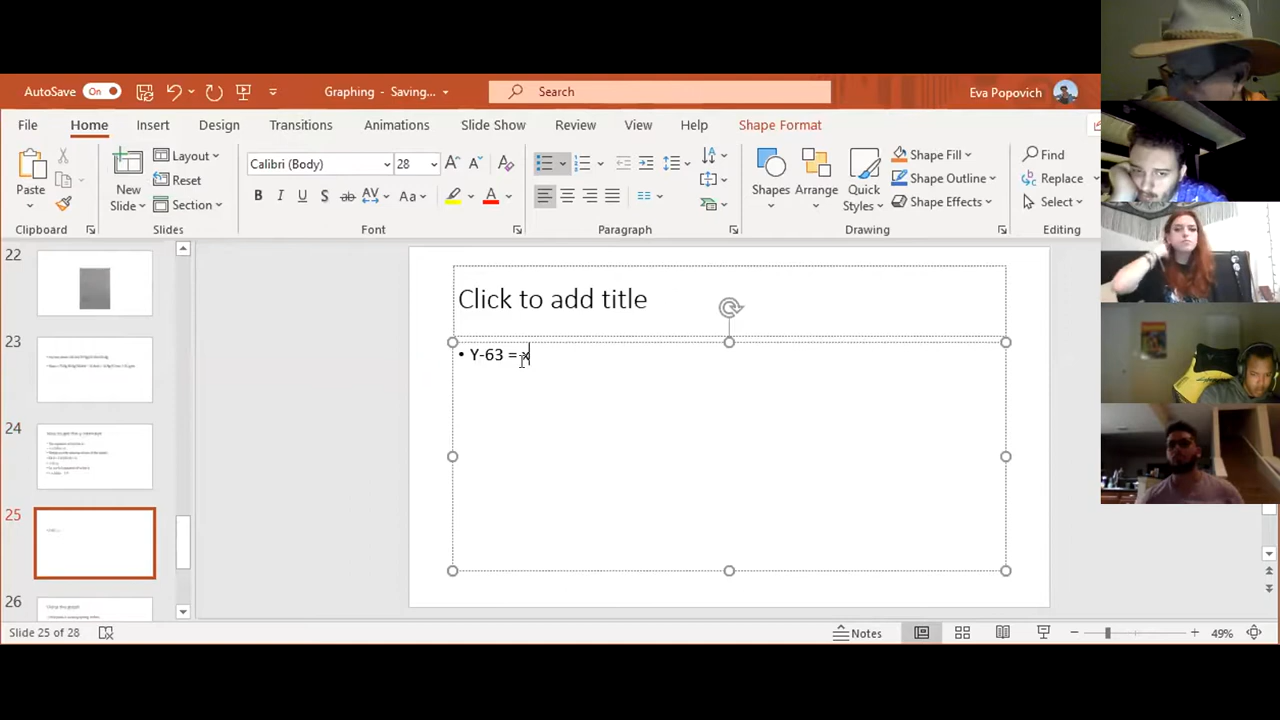 AutoSave On Graphing - Saving... Search Eva Popovich
File Home Insert Design Transitions Animations Slide Show Review View Help Shape Format
Paste
Clipboard
New
Slide
Layout
Reset
Section
Slides
Calibri (Body) 28
B I U S ab AV Aa A
Font
Paragraph
Shapes
Arrange
Quick
Styles
Shape Fill
Shape Outline
Shape Effects
Drawing
Find
Replace
Select
Editing
22
23
24
25
26
Click to add title
• Y-63 = x
Slide 25 of 28
Notes
49%